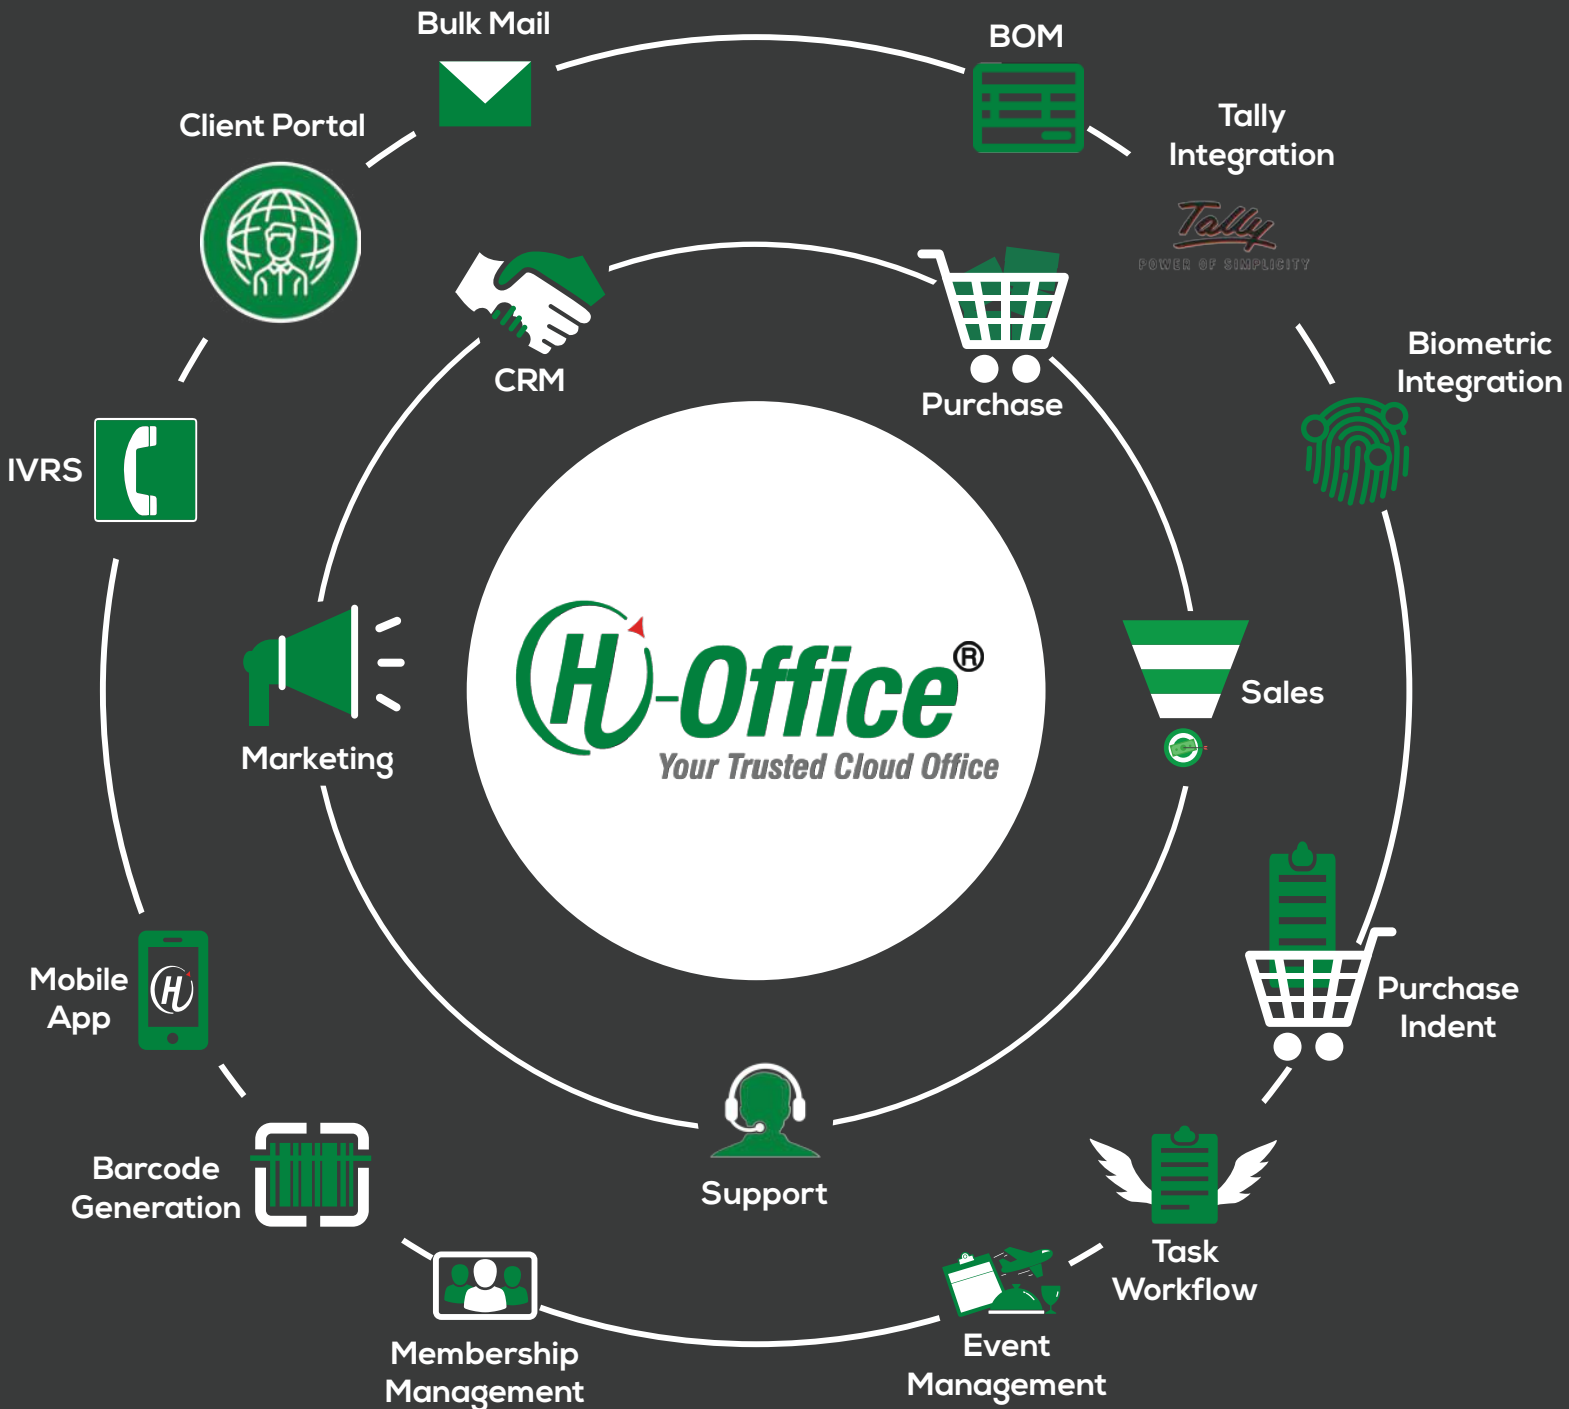 Bulk Mail
BOM
Client Portal
Tally
Integration
Tally
POWER OF SIMPLICITY
CRM
Purchase
Biometric
Integration
IVRS
Hi-Office®
Your Trusted Cloud Office
Marketing
Sales
Mobile
App
H
Purchase
Indent
Barcode
Generation
Support
Task
Workflow
Membership
Management
Event
Management